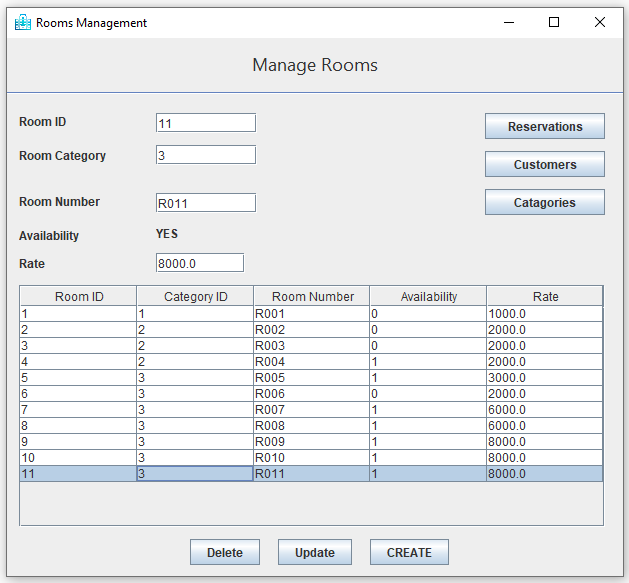 Rooms Management
Manage Rooms
Room ID 11 Reservations
Room Category 3 Customers
Room Number R011 Catagories
Availability YES
Rate 8000.0
Room ID Category ID Room Number Availability Rate
1 1 R001 0 1000.0
2 2 R002 0 2000.0
3 2 R003 0 2000.0
4 2 R004 1 2000.0
5 3 R005 1 3000.0
6 3 R006 0 2000.0
7 3 R007 1 6000.0
8 3 R008 1 6000.0
9 3 R009 1 8000.0
10 3 R010 1 8000.0
11 3 R011 1 8000.0
Delete Update CREATE